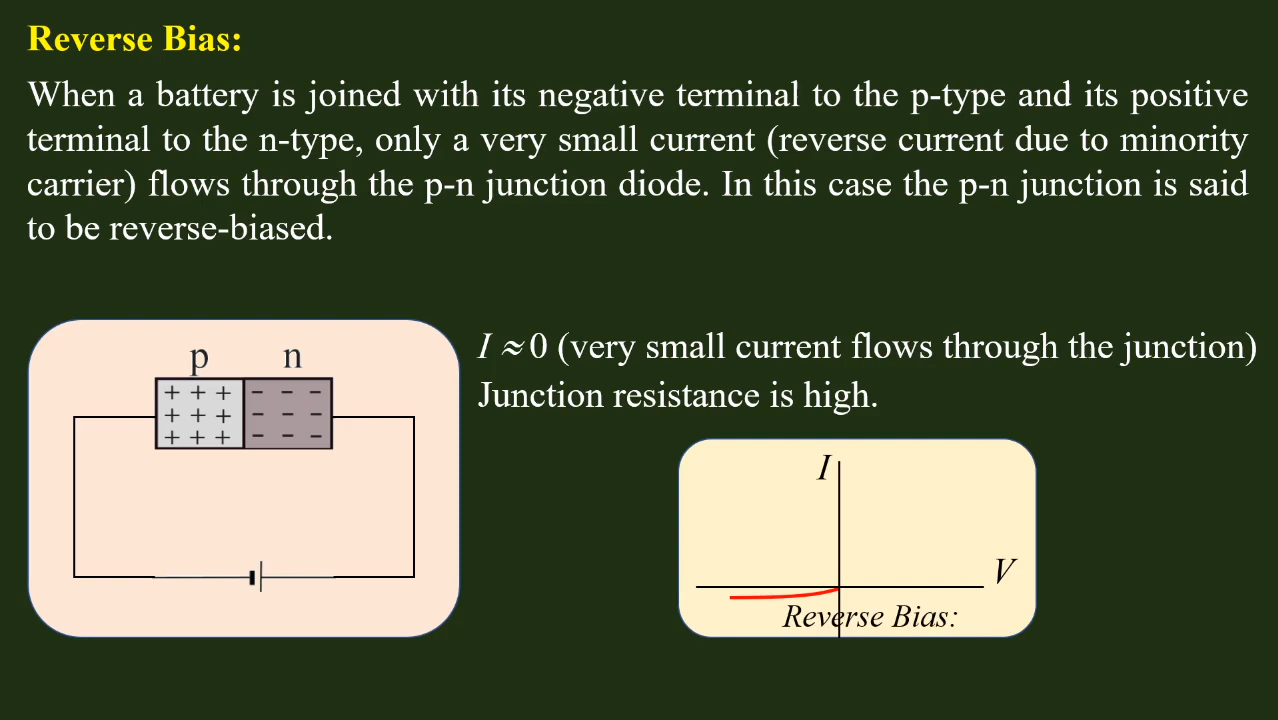 Reverse Bias:
When a battery is joined with its negative terminal to the p-type and its positive
terminal to the n-type, only a very small current (reverse current due to minority
carrier) flows through the p-n junction diode. In this case the p-n junction is said
to be reverse-biased.
p n
+ + + − − −
+ + + − − −
+ + + − − −
I ≈ 0 (very small current flows through the junction)
Junction resistance is high.
I
V
Reverse Bias: